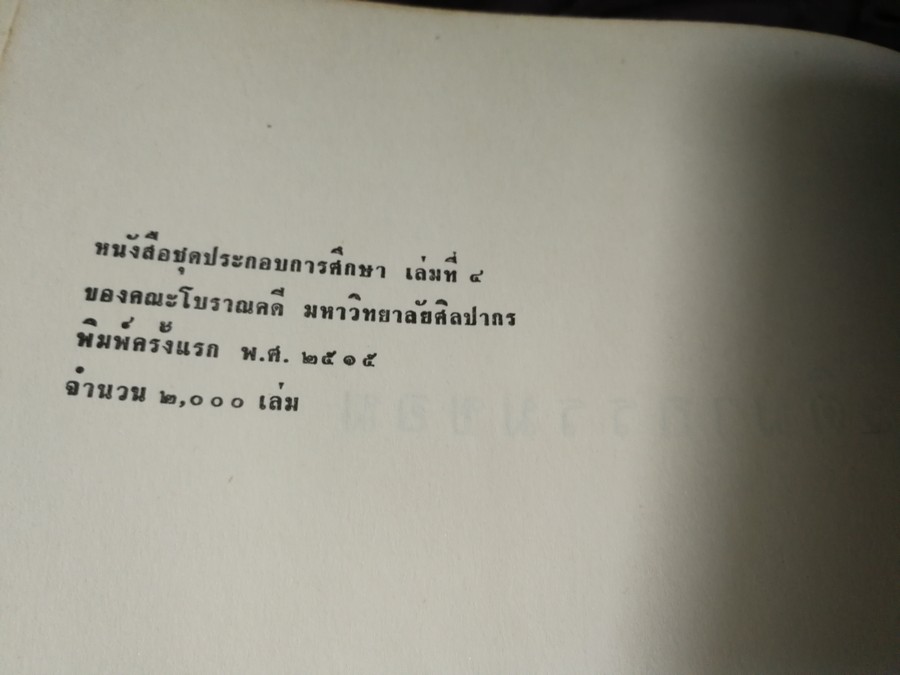 หนังสือชุดประกอบการศึกษา เล่มที่ ๔
ของคณะโบราณคดี มหาวิทยาลัยศิลปากร
พิมพ์ครั้งแรก พ.ศ. ๒๕๑๕
จำนวน ๒,๐๐๐ เล่ม